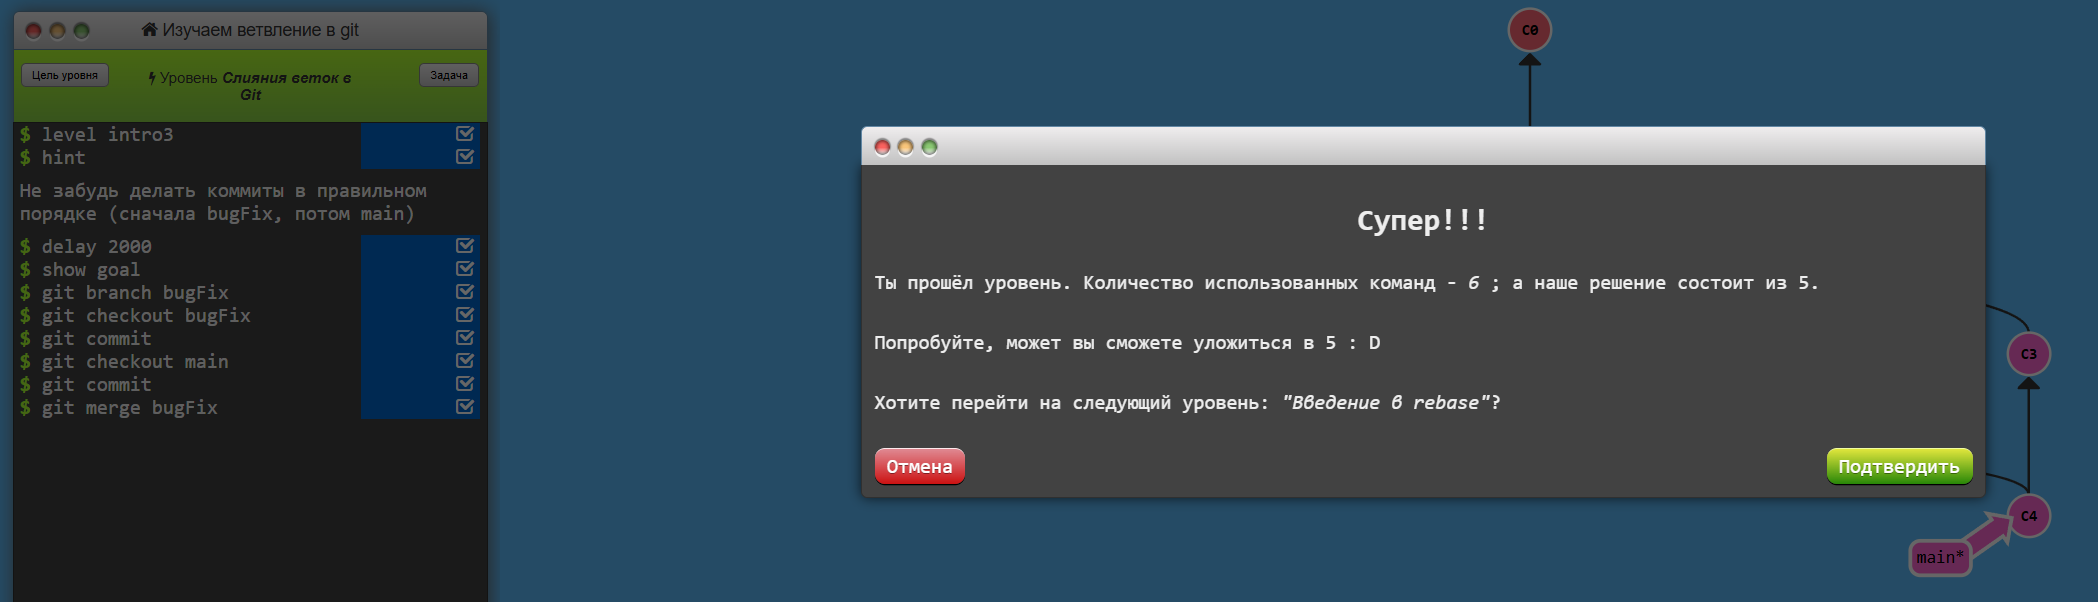 Изучаем ветвление в git
Цель уровня
Уровень Слияния веток в
Git
Задача
$ level intro3
$ hint
Не забудь делать коммиты в правильном
порядке (сначала bugFix, потом main)
$ delay 2000
$ show goal
$ git branch bugFix
$ git checkout bugFix
$ git commit
$ git checkout main
$ git commit
$ git merge bugFix
C0
Супер!!!
Ты прошёл уровень. Количество использованных команд - 6 ; а наше решение состоит из 5.
Попробуйте, может вы сможете уложиться в 5 : D
Хотите перейти на следующий уровень: "Введение в rebase"?
Отмена
Подтвердить
C3
C4
main*